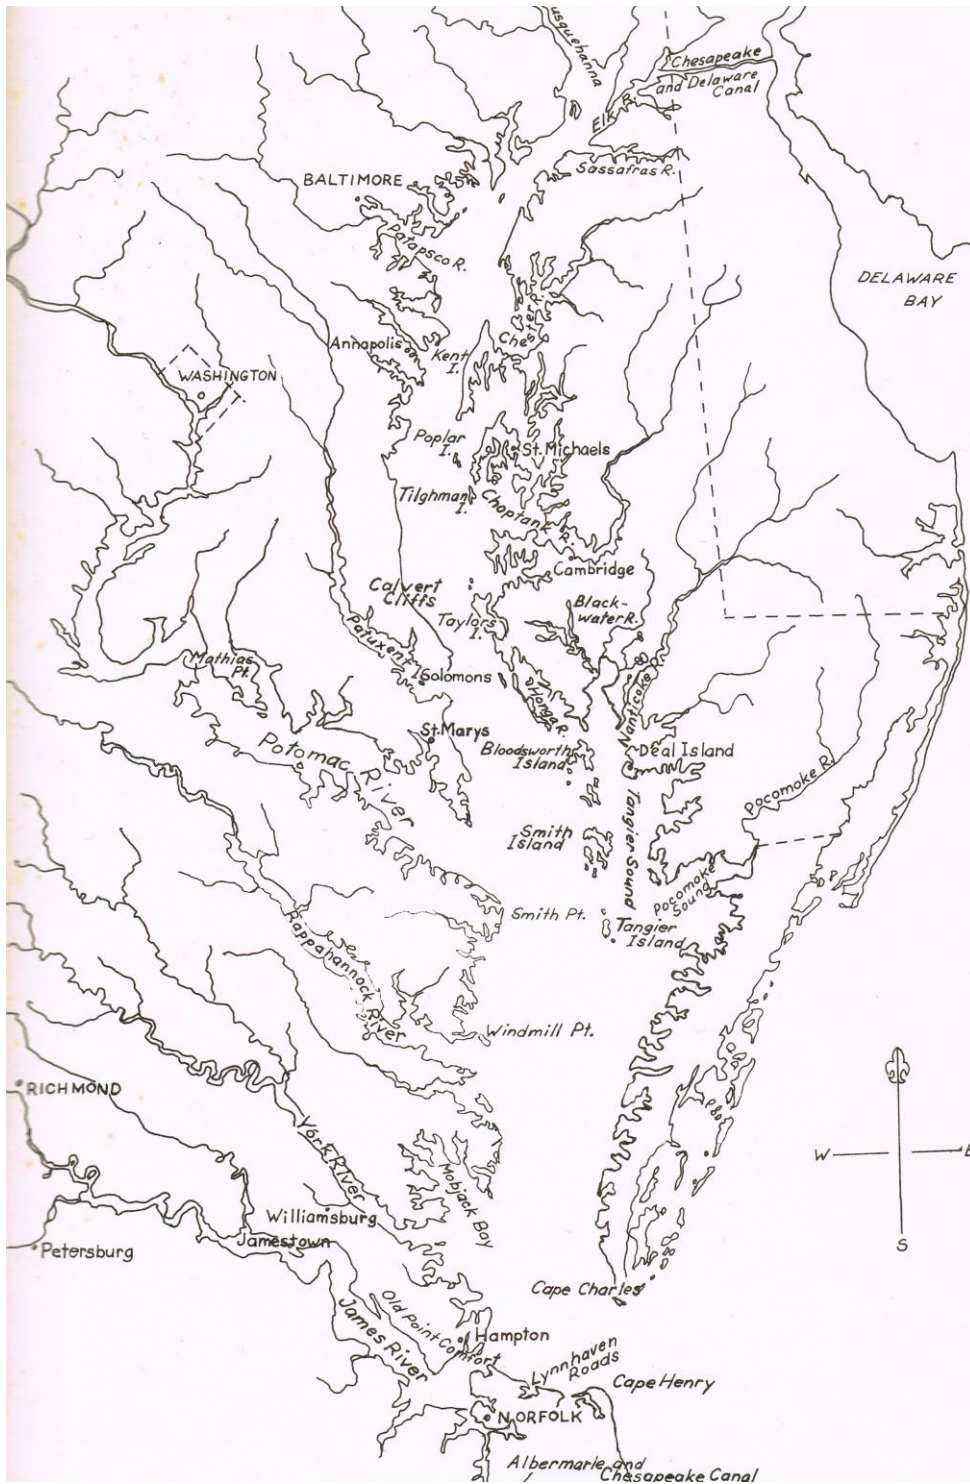 usquehanna
Chesapeake
and Delaware
Canal
Elk R.
Sassafras R.
BALTIMORE
Patapsco R.
DELAWARE
BAY
Chester
Annapolis
Kent
I.
WASHINGTON
Poplar
I.
St. Michaels
Tilghman
I.
Choptank R.
Cambridge
Calvert
Cliffs
Taylors
I.
Black-
water R.
Patuxent
Solomons
Mathias
Pt.
Honga R.
Nanticoke
St. Marys
Potomac River
Bloodsworth
Island
Deal Island
Pocomoke R.
Tangier Sound
Smith
Island
Pocomoke
Sound
Smith Pt.
Tangier
Island
Rappahannock River
Windmill Pt.
RICHMOND
York River
Mobjack Bay
W
E
S
Williamsburg
Jamestown
Petersburg
Cape Charles
James River
Old Point Comfort
Hampton
Lynnhaven
Roads
Cape Henry
NORFOLK
Albermarle and
Chesapeake Canal